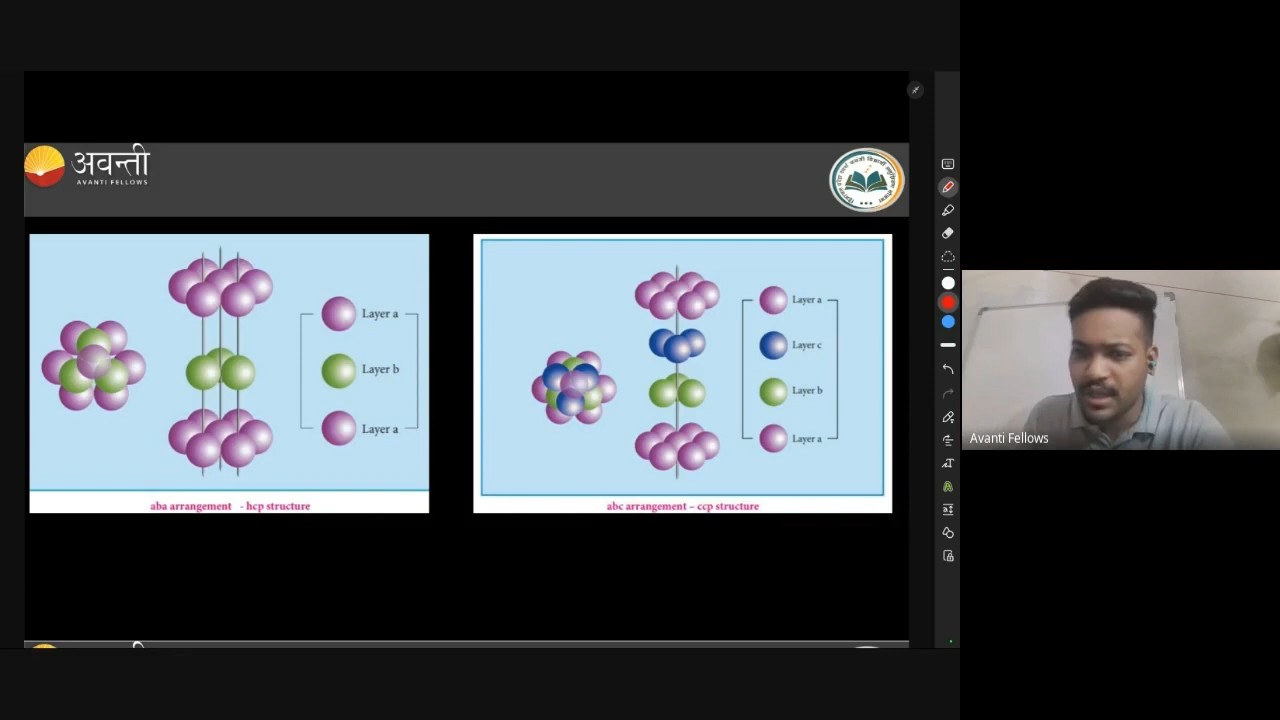 अवन्ती
AVANTI FELLOWS
Layer a
Layer b
Layer a
aba arrangement - hcp structure
Layer a
Layer c
Layer b
Layer a
abc arrangement – ccp structure
Avanti Fellows